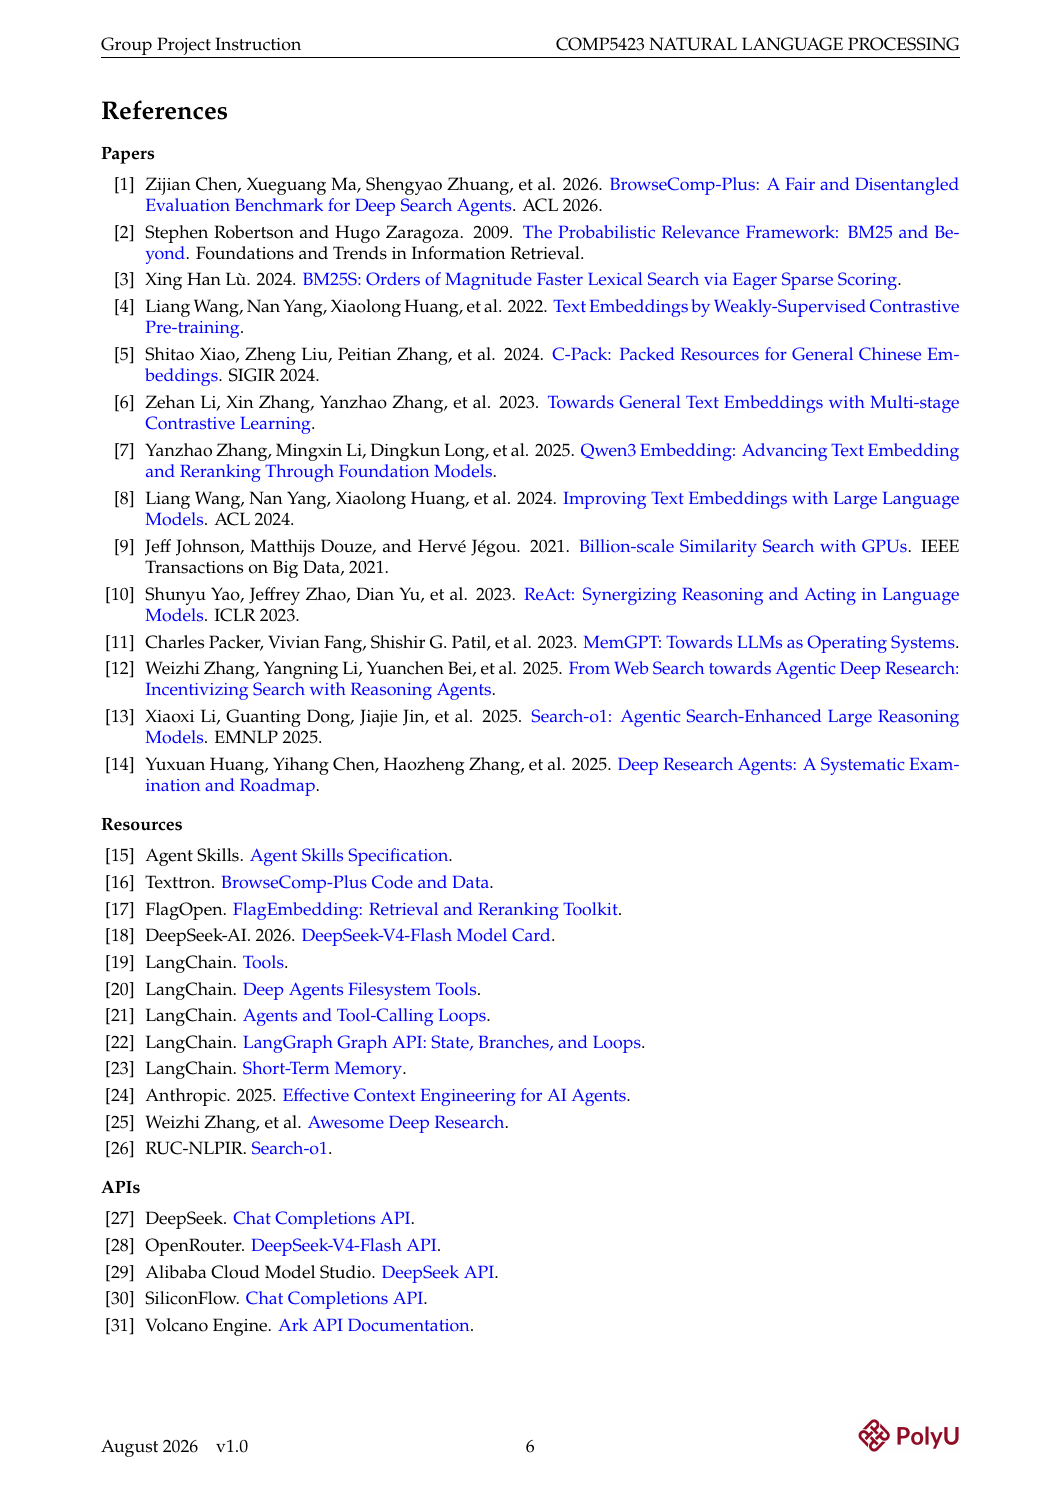 Group Project Instruction COMP5423 NATURAL LANGUAGE PROCESSING
References
Papers
[1] Zijian Chen, Xueguang Ma, Shengyao Zhuang, et al. 2026. BrowseComp-Plus: A Fair and Disentangled
Evaluation Benchmark for Deep Search Agents. ACL 2026.
[2] Stephen Robertson and Hugo Zaragoza. 2009. The Probabilistic Relevance Framework: BM25 and Be-
yond. Foundations and Trends in Information Retrieval.
[3] Xing Han Lù. 2024. BM25S: Orders of Magnitude Faster Lexical Search via Eager Sparse Scoring.
[4] Liang Wang, Nan Yang, Xiaolong Huang, et al. 2022. Text Embeddings by Weakly-Supervised Contrastive
Pre-training.
[5] Shitao Xiao, Zheng Liu, Peitian Zhang, et al. 2024. C-Pack: Packed Resources for General Chinese Em-
beddings. SIGIR 2024.
[6] Zehan Li, Xin Zhang, Yanzhao Zhang, et al. 2023. Towards General Text Embeddings with Multi-stage
Contrastive Learning.
[7] Yanzhao Zhang, Mingxin Li, Dingkun Long, et al. 2025. Qwen3 Embedding: Advancing Text Embedding
and Reranking Through Foundation Models.
[8] Liang Wang, Nan Yang, Xiaolong Huang, et al. 2024. Improving Text Embeddings with Large Language
Models. ACL 2024.
[9] Jeff Johnson, Matthijs Douze, and Hervé Jégou. 2021. Billion-scale Similarity Search with GPUs. IEEE
Transactions on Big Data, 2021.
[10] Shunyu Yao, Jeffrey Zhao, Dian Yu, et al. 2023. ReAct: Synergizing Reasoning and Acting in Language
Models. ICLR 2023.
[11] Charles Packer, Vivian Fang, Shishir G. Patil, et al. 2023. MemGPT: Towards LLMs as Operating Systems.
[12] Weizhi Zhang, Yangning Li, Yuanchen Bei, et al. 2025. From Web Search towards Agentic Deep Research:
Incentivizing Search with Reasoning Agents.
[13] Xiaoxi Li, Guanting Dong, Jiajie Jin, et al. 2025. Search-o1: Agentic Search-Enhanced Large Reasoning
Models. EMNLP 2025.
[14] Yuxuan Huang, Yihang Chen, Haozheng Zhang, et al. 2025. Deep Research Agents: A Systematic Exam-
ination and Roadmap.
Resources
[15] Agent Skills. Agent Skills Specification.
[16] Texttron. BrowseComp-Plus Code and Data.
[17] FlagOpen. FlagEmbedding: Retrieval and Reranking Toolkit.
[18] DeepSeek-AI. 2026. DeepSeek-V4-Flash Model Card.
[19] LangChain. Tools.
[20] LangChain. Deep Agents Filesystem Tools.
[21] LangChain. Agents and Tool-Calling Loops.
[22] LangChain. LangGraph Graph API: State, Branches, and Loops.
[23] LangChain. Short-Term Memory.
[24] Anthropic. 2025. Effective Context Engineering for AI Agents.
[25] Weizhi Zhang, et al. Awesome Deep Research.
[26] RUC-NLPIR. Search-o1.
APIs
[27] DeepSeek. Chat Completions API.
[28] OpenRouter. DeepSeek-V4-Flash API.
[29] Alibaba Cloud Model Studio. DeepSeek API.
[30] SiliconFlow. Chat Completions API.
[31] Volcano Engine. Ark API Documentation.
August 2026 v1.0 6 PolyU